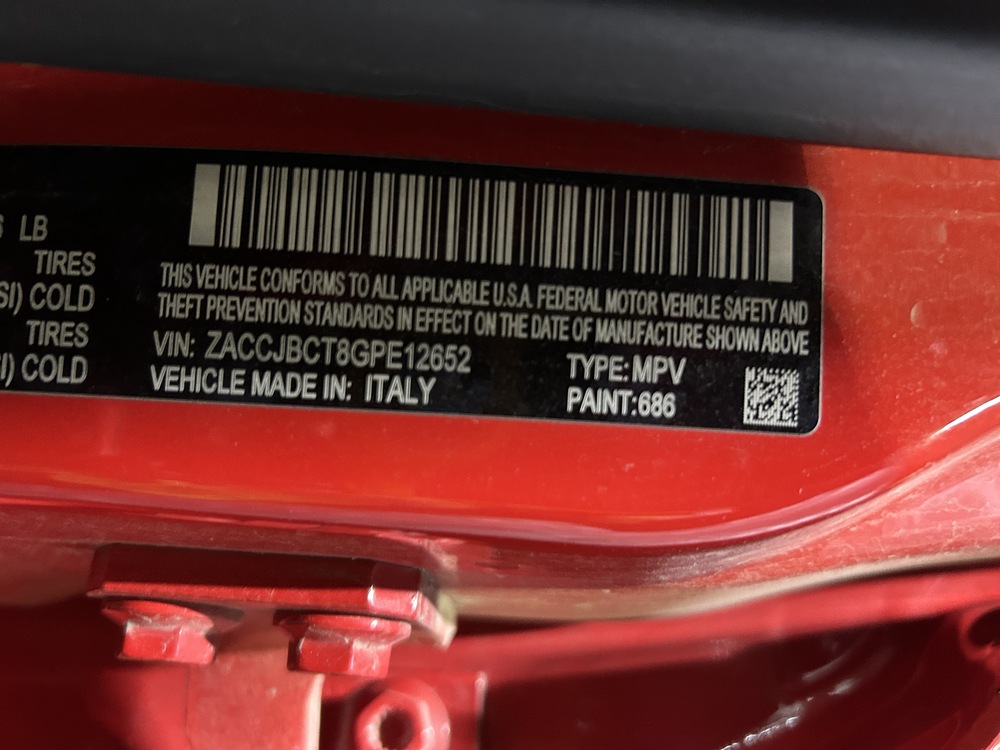 LB
TIRES
COLD
TIRES
COLD
THIS VEHICLE CONFORMS TO ALL APPLICABLE U.S.A. FEDERAL MOTOR VEHICLE SAFETY AND
THEFT PREVENTION STANDARDS IN EFFECT ON THE DATE OF MANUFACTURE SHOWN ABOVE
VIN: ZACCJBCT8GPE12652
TYPE: MPV
VEHICLE MADE IN: ITALY
PAINT:686